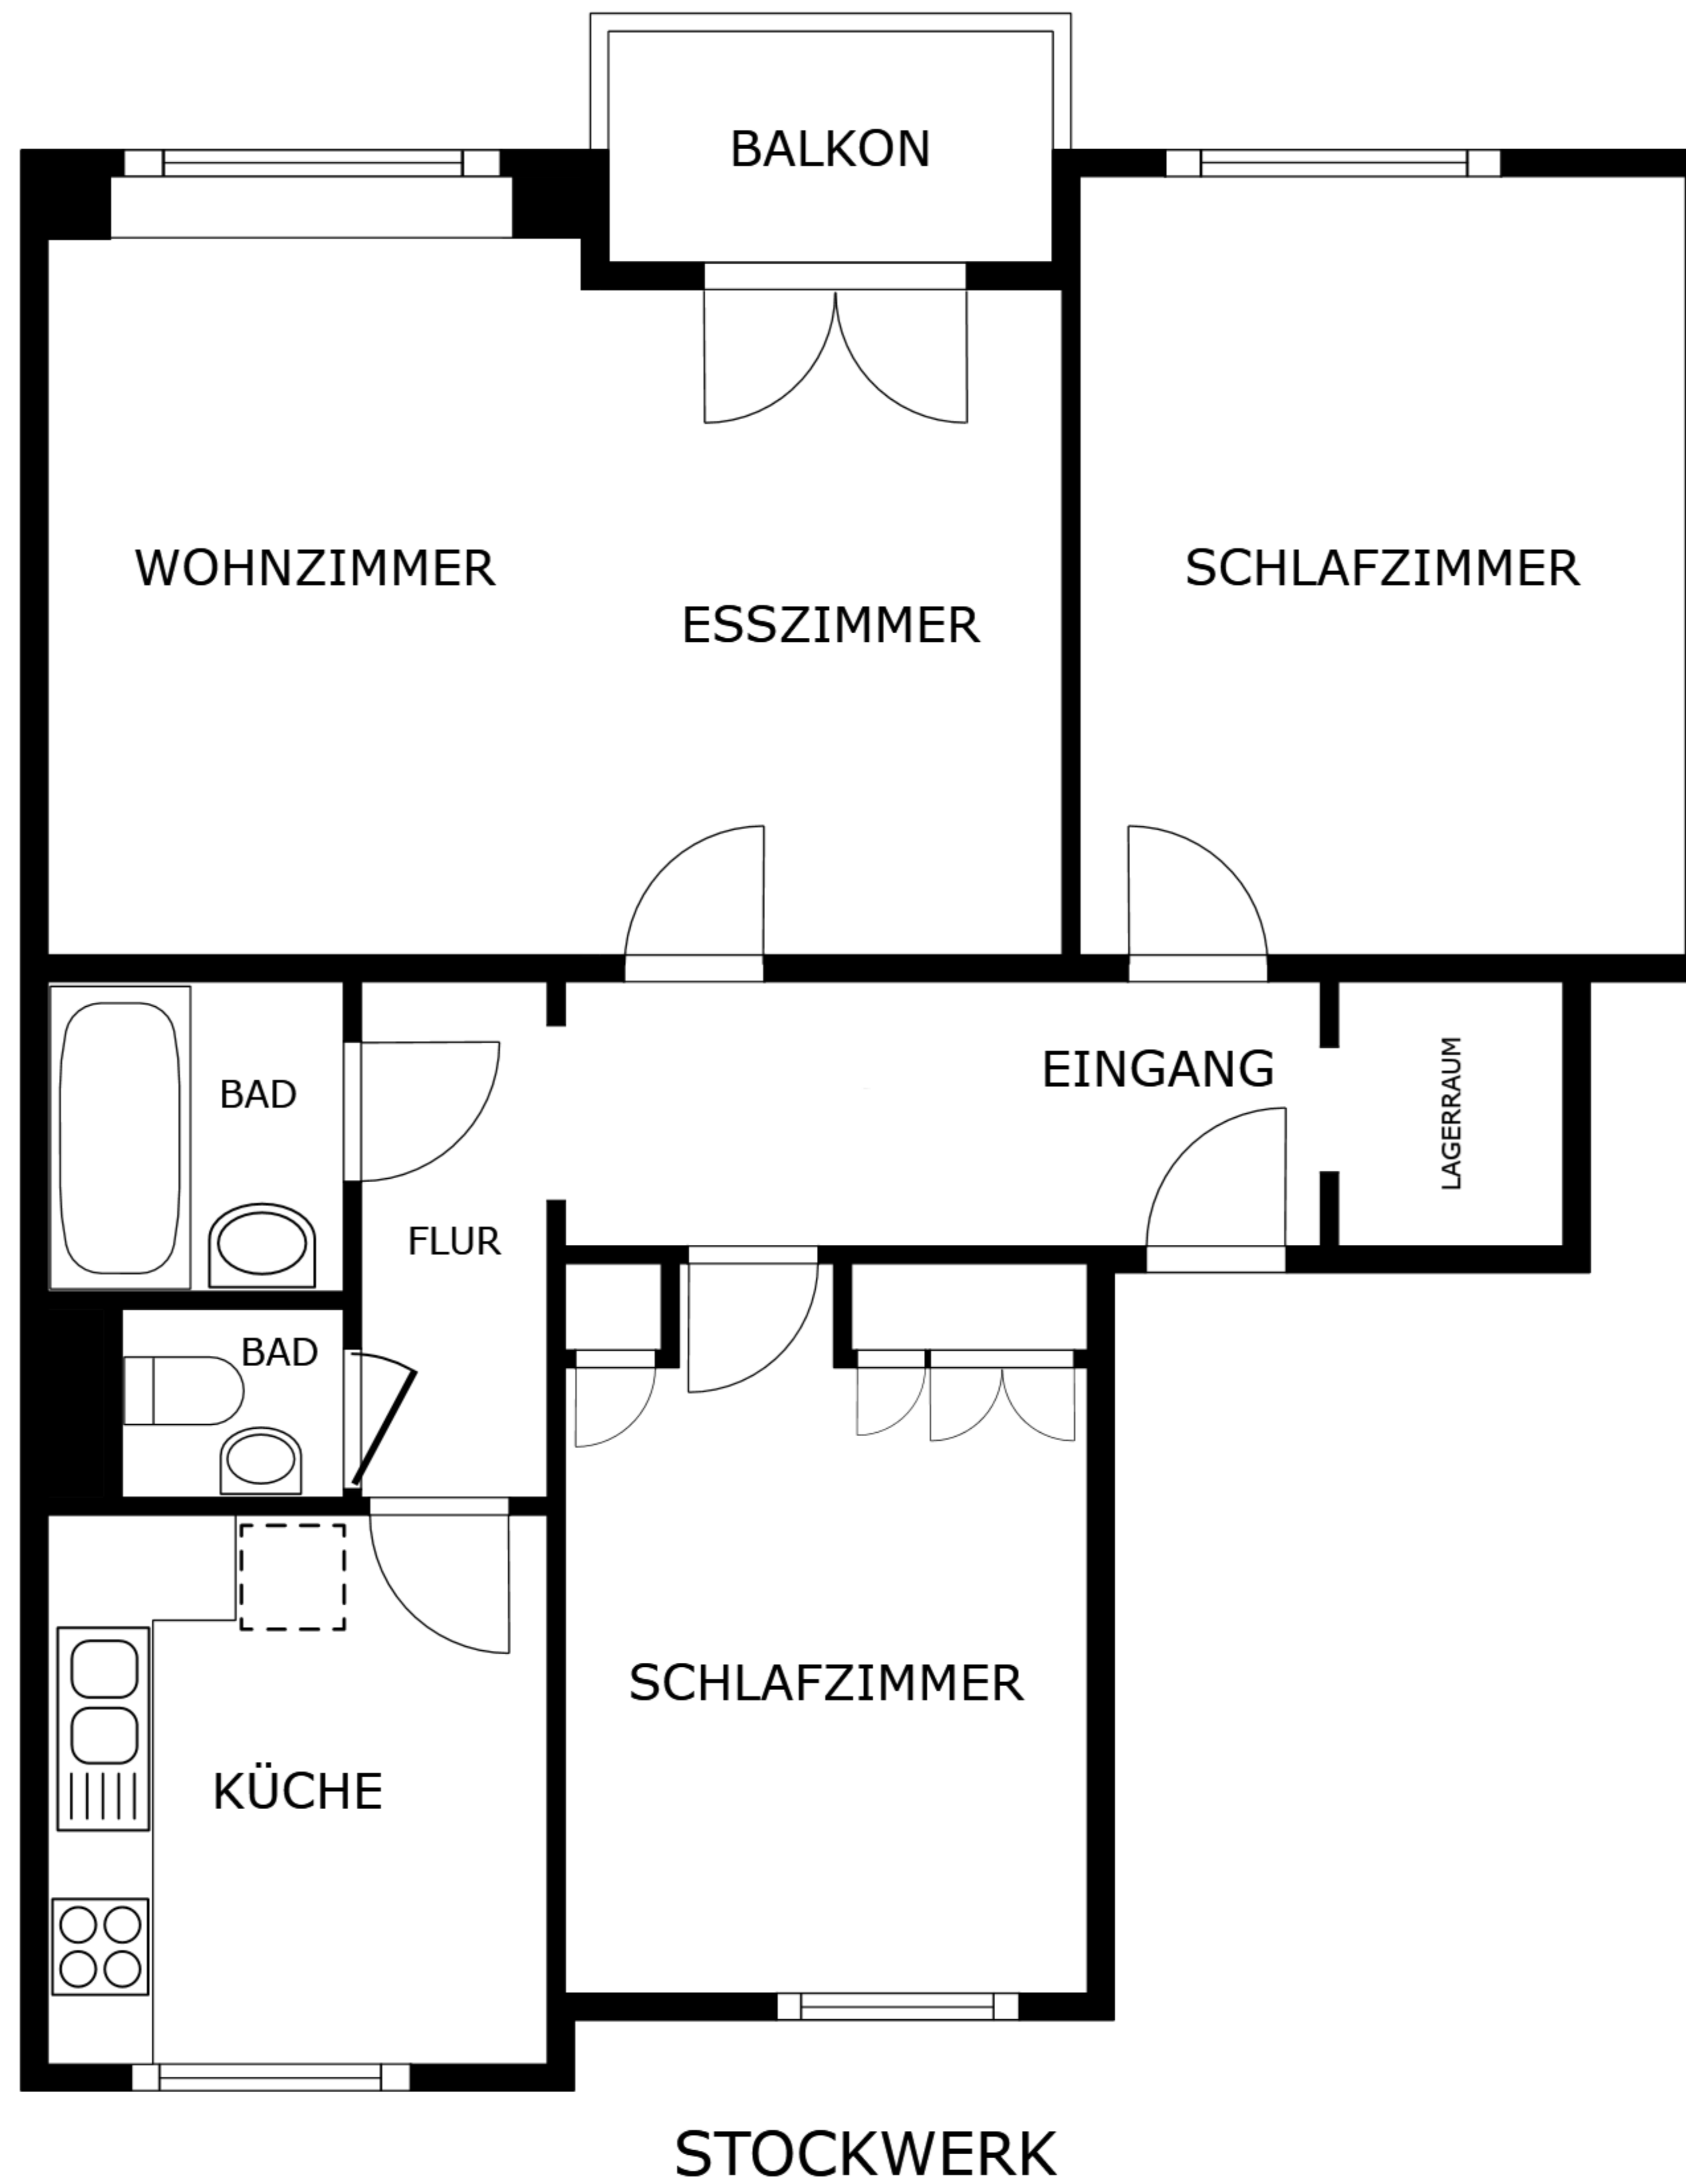 BALKON
WOHNZIMMER
ESSZIMMER
SCHLAFZIMMER
EINGANG
LAGERRAUM
BAD
FLUR
BAD
SCHLAFZIMMER
KÜCHE
STOCKWERK